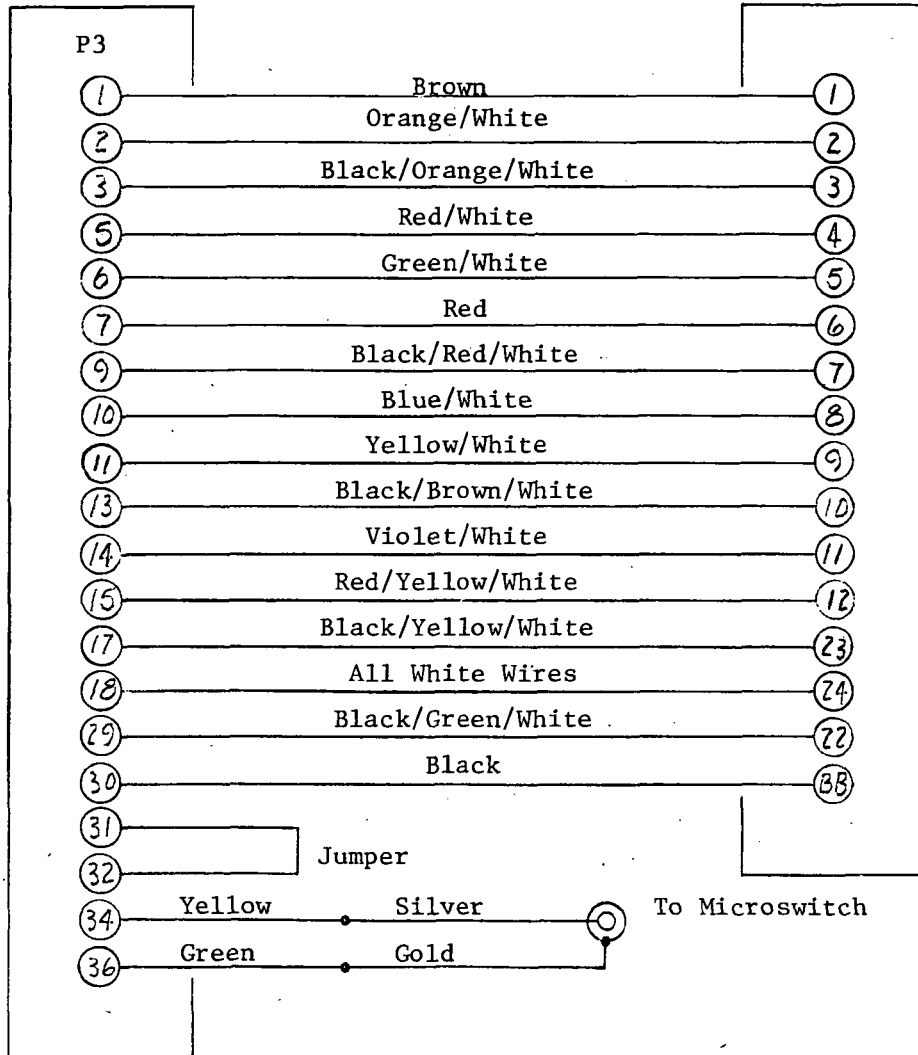 P3
1 Brown 1
2 Orange/White 2
3 Black/Orange/White 3
5 Red/White 4
6 Green/White 5
7 Red 6
9 Black/Red/White 7
10 Blue/White 8
11 Yellow/White 9
13 Black/Brown/White 10
14 Violet/White 11
15 Red/Yellow/White 12
17 Black/Yellow/White 23
18 All White Wires 24
29 Black/Green/White 22
30 Black BB
31
Jumper
32
34 Yellow Silver To Microswitch
36 Green Gold